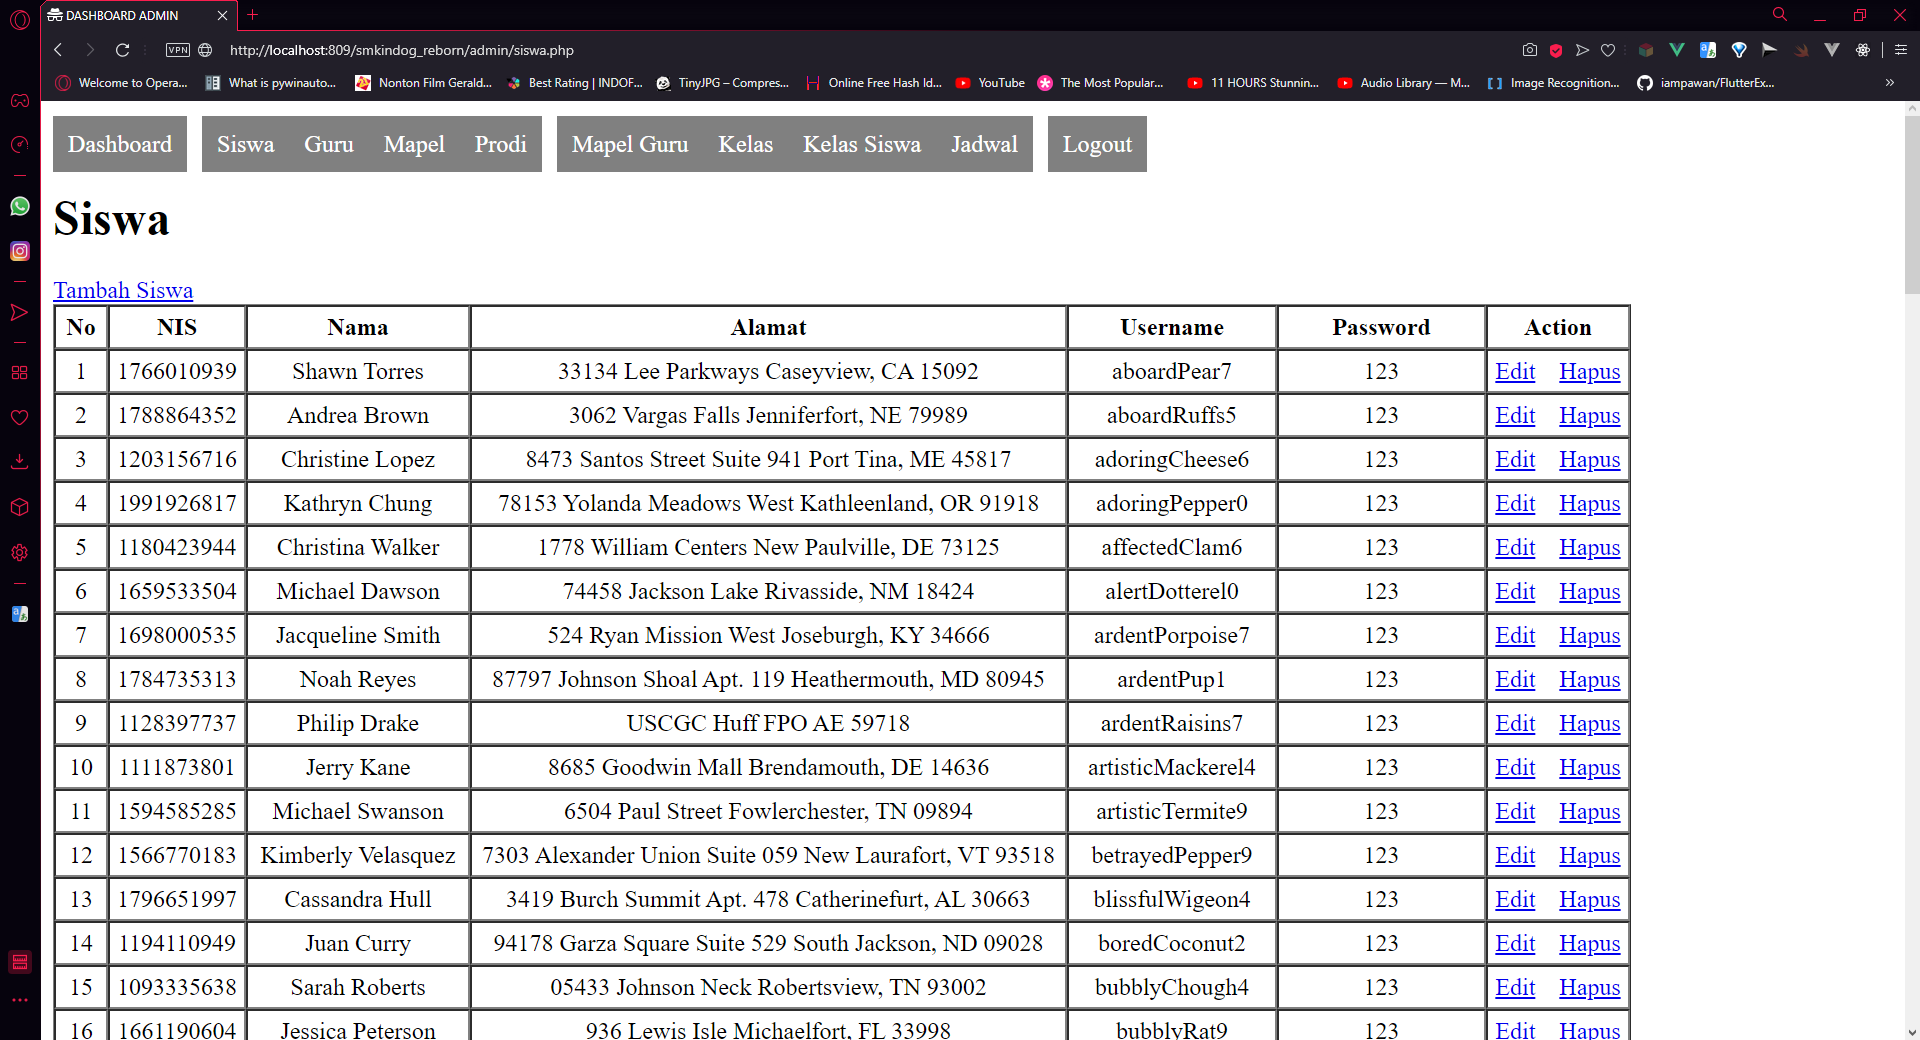 DASHBOARD ADMIN
VPN http://localhost:809/smkindog_reborn/admin/siswa.php
Welcome to Opera... What is pywinauto... Nonton Film Gerald... Best Rating | INDOF... TinyJPG – Compres... Online Free Hash Id... YouTube The Most Popular... 11 HOURS Stunnin... Audio Library — M... Image Recognition... iampawan/FlutterEx... »
Dashboard Siswa Guru Mapel Prodi Mapel Guru Kelas Kelas Siswa Jadwal Logout
Siswa
Tambah Siswa
No NIS Nama Alamat Username Password Action
1 1766010939 Shawn Torres 33134 Lee Parkways Caseyview, CA 15092 aboardPear7 123 Edit Hapus
2 1788864352 Andrea Brown 3062 Vargas Falls Jenniferfort, NE 79989 aboardRuffs5 123 Edit Hapus
3 1203156716 Christine Lopez 8473 Santos Street Suite 941 Port Tina, ME 45817 adoringCheese6 123 Edit Hapus
4 1991926817 Kathryn Chung 78153 Yolanda Meadows West Kathleenland, OR 91918 adoringPepper0 123 Edit Hapus
5 1180423944 Christina Walker 1778 William Centers New Paulville, DE 73125 affectedClam6 123 Edit Hapus
6 1659533504 Michael Dawson 74458 Jackson Lake Rivasside, NM 18424 alertDotterel0 123 Edit Hapus
7 1698000535 Jacqueline Smith 524 Ryan Mission West Joseburgh, KY 34666 ardentPorpoise7 123 Edit Hapus
8 1784735313 Noah Reyes 87797 Johnson Shoal Apt. 119 Heathermouth, MD 80945 ardentPup1 123 Edit Hapus
9 1128397737 Philip Drake USCGC Huff FPO AE 59718 ardentRaisins7 123 Edit Hapus
10 1111873801 Jerry Kane 8685 Goodwin Mall Brendamouth, DE 14636 artisticMackerel4 123 Edit Hapus
11 1594585285 Michael Swanson 6504 Paul Street Fowlerchester, TN 09894 artisticTermite9 123 Edit Hapus
12 1566770183 Kimberly Velasquez 7303 Alexander Union Suite 059 New Laurafort, VT 93518 betrayedPepper9 123 Edit Hapus
13 1796651997 Cassandra Hull 3419 Burch Summit Apt. 478 Catherinefurt, AL 30663 blissfulWigeon4 123 Edit Hapus
14 1194110949 Juan Curry 94178 Garza Square Suite 529 South Jackson, ND 09028 boredCoconut2 123 Edit Hapus
15 1093335638 Sarah Roberts 05433 Johnson Neck Robertsview, TN 93002 bubblyChough4 123 Edit Hapus
16 1661190604 Jessica Peterson 936 Lewis Isle Michaelfort, FL 33998 bubblyRat9 123 Edit Hapus